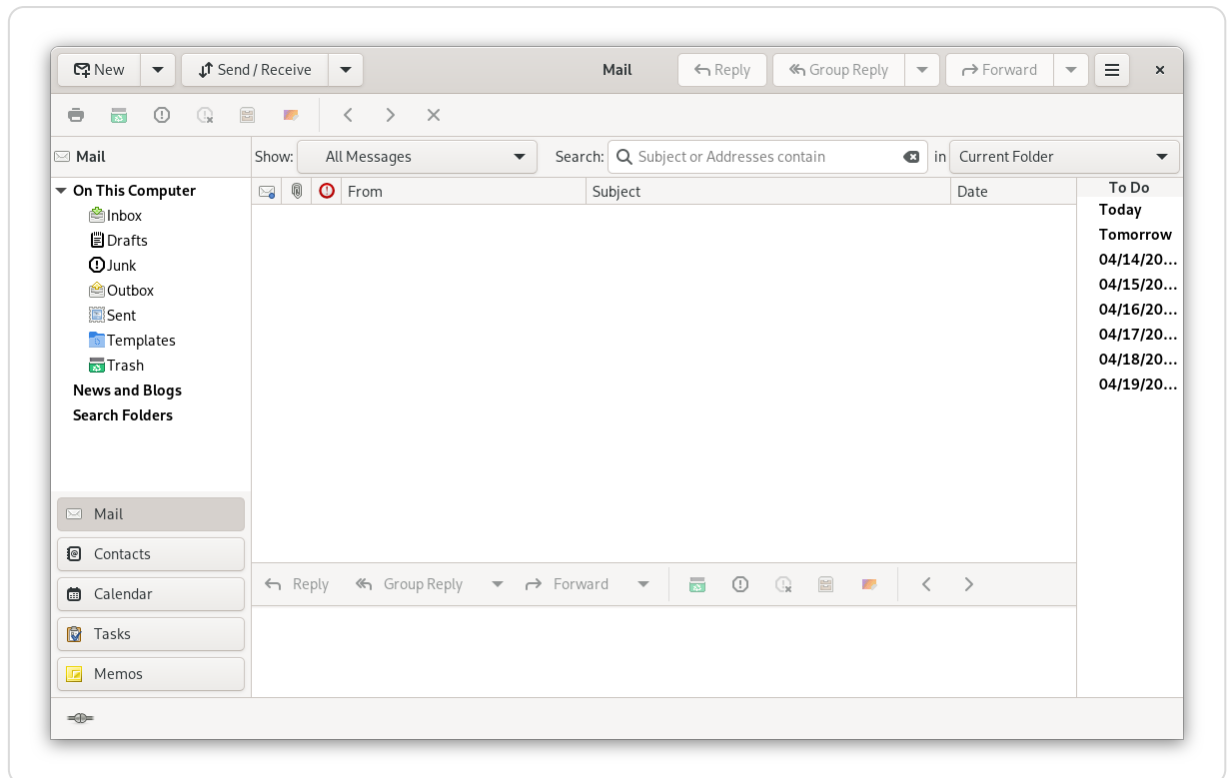 New Send / Receive Mail Reply Group Reply Forward
Mail
Show: All Messages Search: Subject or Addresses contain in Current Folder
On This Computer
Inbox
Drafts
Junk
Outbox
Sent
Templates
Trash
News and Blogs
Search Folders
Mail
Contacts
Calendar
Tasks
Memos
From Subject Date
Reply Group Reply Forward
To Do
Today
Tomorrow
04/14/20...
04/15/20...
04/16/20...
04/17/20...
04/18/20...
04/19/20...